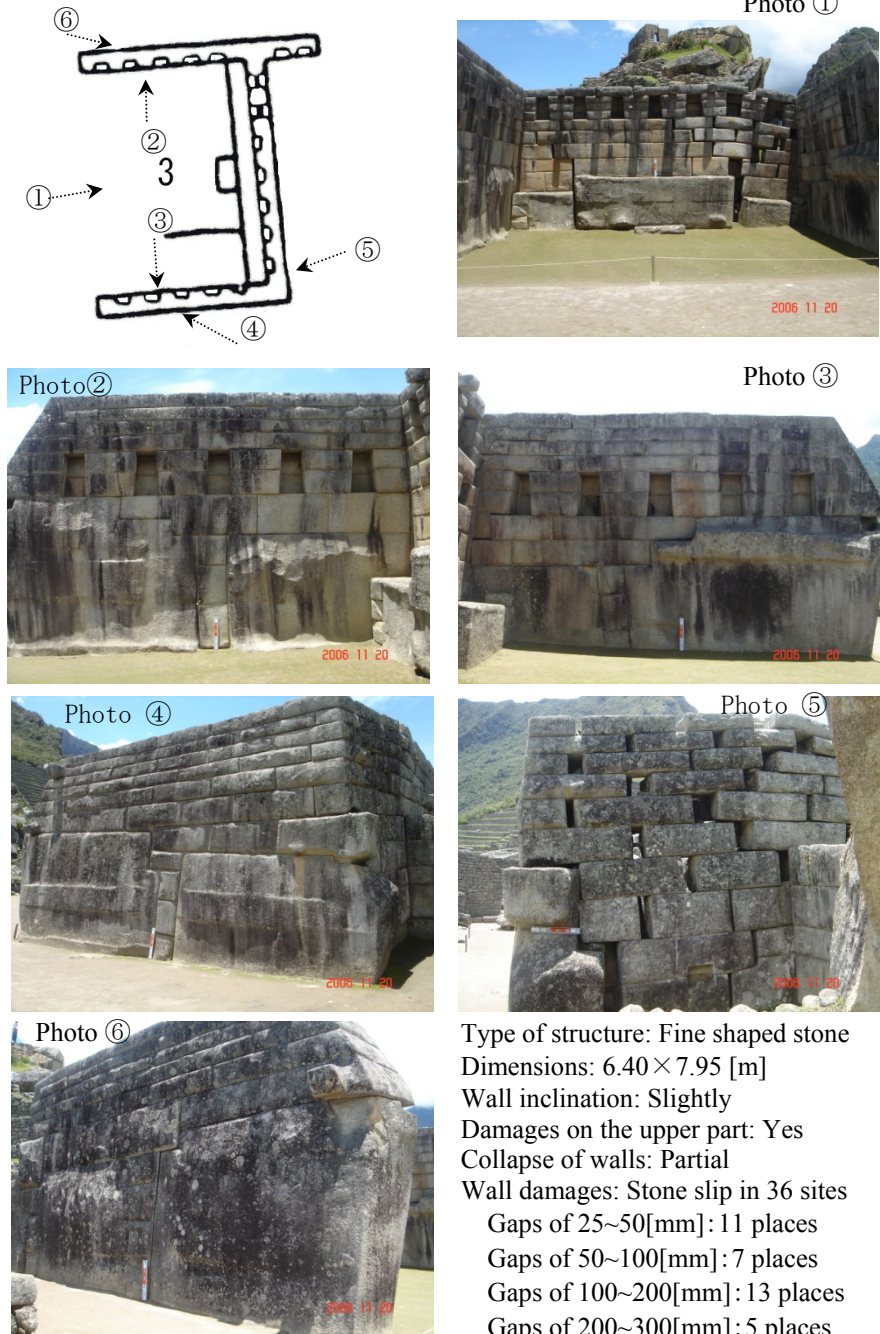 Photo ①
⑥
②
3
①
③
⑤
④
2006 11 20
Photo②
2006 11 20
Photo ③
2006 11 20
Photo ④
2006 11 20
Photo ⑤
2006 11 20
Photo ⑥
2006 11 20
Type of structure: Fine shaped stone
Dimensions: 6.40×7.95 [m]
Wall inclination: Slightly
Damages on the upper part: Yes
Collapse of walls: Partial
Wall damages: Stone slip in 36 sites
Gaps of 25~50[mm]:11 places
Gaps of 50~100[mm]:7 places
Gaps of 100~200[mm]:13 places
Gaps of 200~300[mm]:5 places